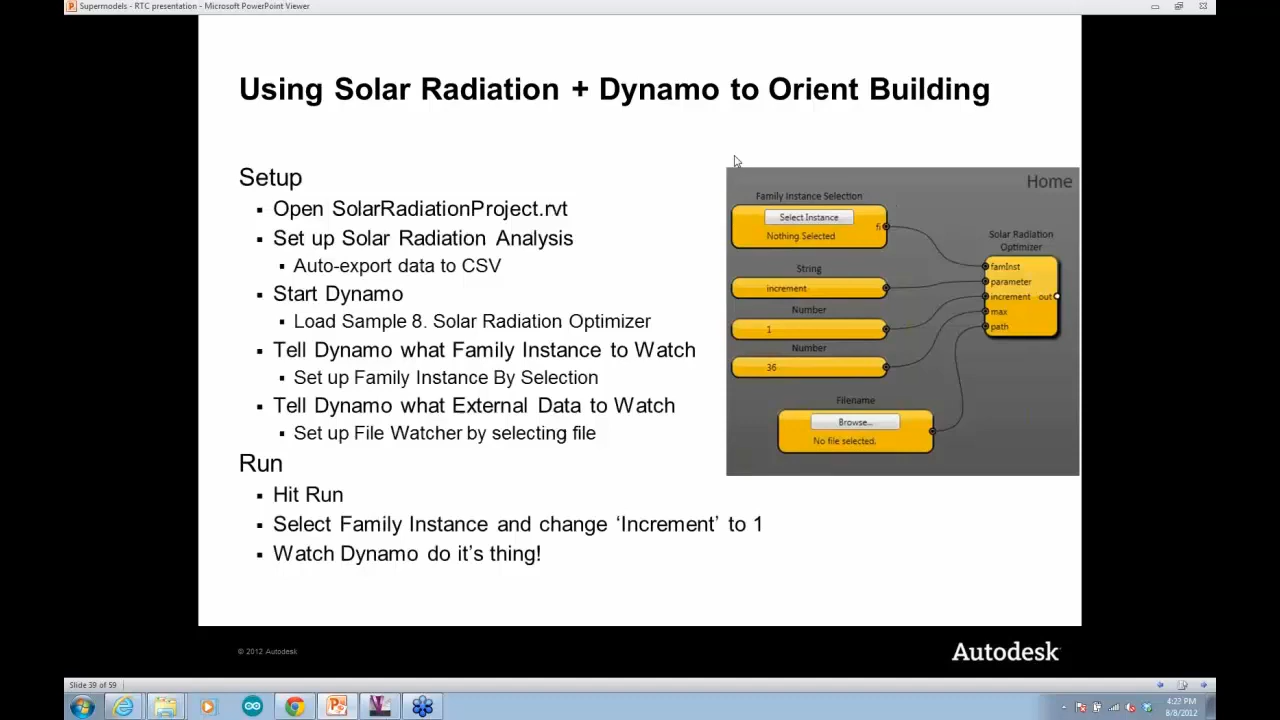 Supermodels - RTC presentation - Microsoft PowerPoint Viewer
Using Solar Radiation + Dynamo to Orient Building
Setup
Open SolarRadiationProject.rvt
Set up Solar Radiation Analysis
Auto-export data to CSV
Start Dynamo
Load Sample 8. Solar Radiation Optimizer
Tell Dynamo what Family Instance to Watch
Set up Family Instance By Selection
Tell Dynamo what External Data to Watch
Set up File Watcher by selecting file
Run
Hit Run
Select Family Instance and change ‘Increment’ to 1
Watch Dynamo do it’s thing!
Home
Family Instance Selection
Select Instance
Nothing Selected
fi
String
increment
Number
1
Number
36
Filename
Browse...
No file selected.
Solar Radiation
Optimizer
famInst
parameter
increment out
max
path
© 2012 Autodesk
Autodesk
Slide 39 of 59
4:22 PM
8/8/2012